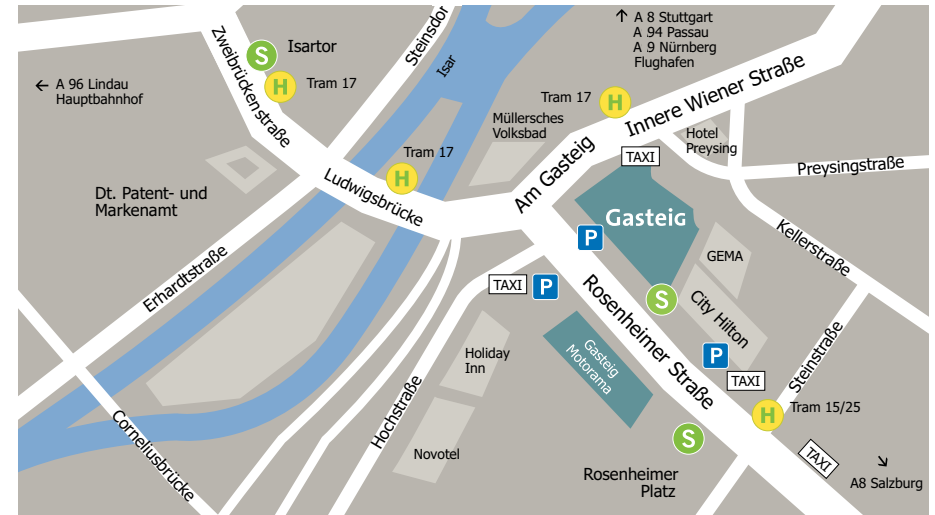 ↑ A 8 Stuttgart
A 94 Passau
A 9 Nürnberg
Flughafen
Steinsdor
Isartor
S
H
Tram 17
← A 96 Lindau
Hauptbahnhof
Zweibrückenstraße
Isar
Innere Wiener Straße
Tram 17
H
Müllersches
Volksbad
Hotel
Preysing
TAXI
Preysingstraße
Tram 17
H
Am Gasteig
Ludwigsbrücke
Dt. Patent- und
Markenamt
Gasteig
P
GEMA
Kellerstraße
Erhardtstraße
TAXI
P
Rosenheimer Straße
S
City Hilton
P
TAXI
Steinstraße
Holiday
Inn
Gasteig
Motorama
Hochstraße
H
Tram 15/25
Corneliusbrücke
Novotel
S
Rosenheimer
Platz
TAXI
↘
A8 Salzburg